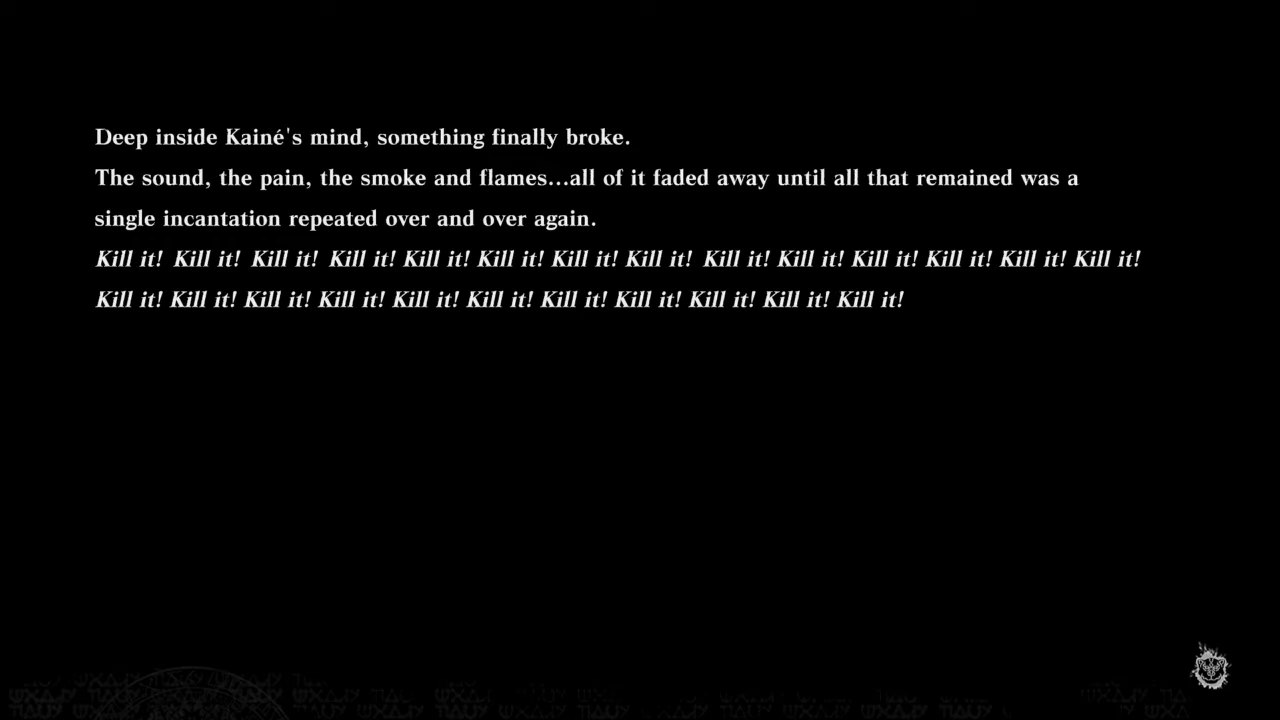 Deep inside Kainé's mind, something finally broke.
The sound, the pain, the smoke and flames...all of it faded away until all that remained was a
single incantation repeated over and over again.
Kill it! Kill it! Kill it! Kill it! Kill it! Kill it! Kill it! Kill it! Kill it! Kill it! Kill it! Kill it! Kill it! Kill it!
Kill it! Kill it! Kill it! Kill it! Kill it! Kill it! Kill it! Kill it! Kill it! Kill it! Kill it!